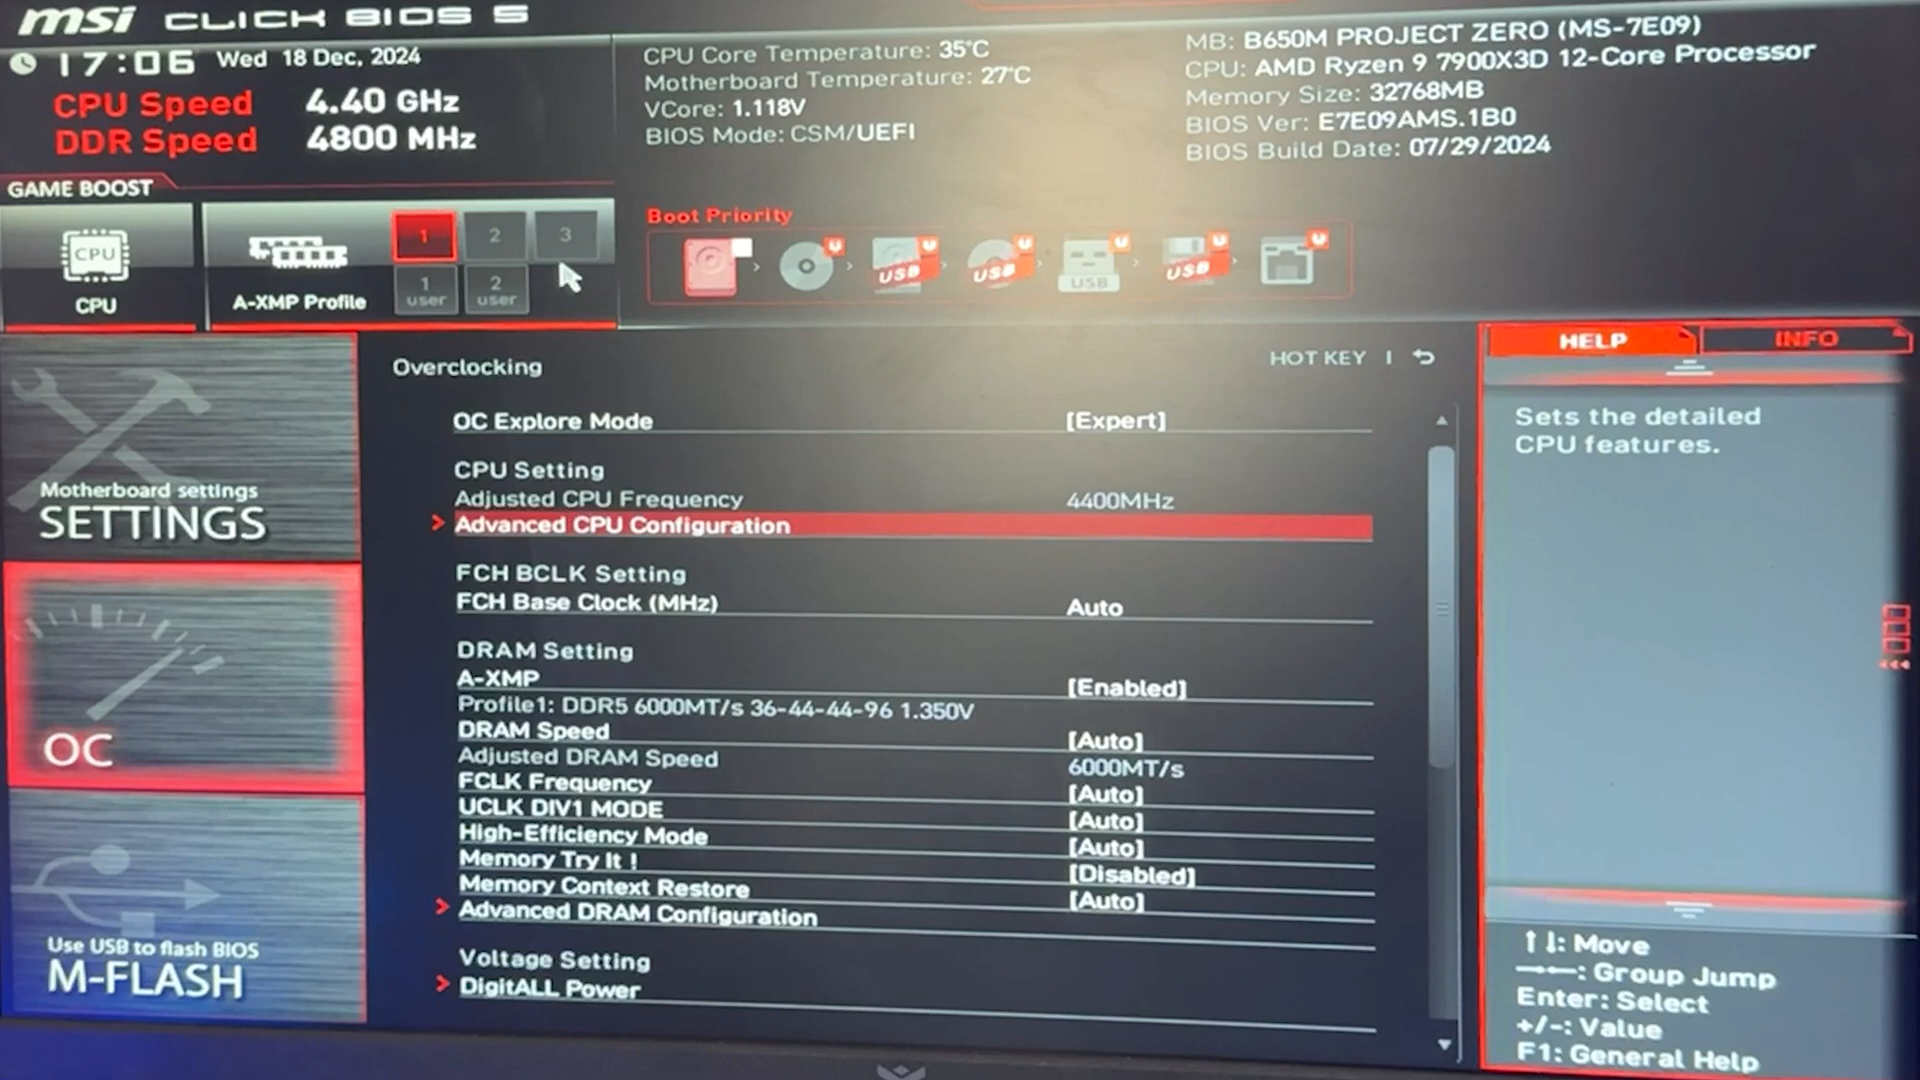 msi CLICK BIOS 5
17:06 Wed 18 Dec, 2024
CPU Speed 4.40 GHz
DDR Speed 4800 MHz
CPU Core Temperature: 35°C
Motherboard Temperature: 27°C
VCore: 1.118V
BIOS Mode: CSM/UEFI
MB: B650M PROJECT ZERO (MS-7E09)
CPU: AMD Ryzen 9 7900X3D 12-Core Processor
Memory Size: 32768MB
BIOS Ver: E7E09AMS.1B0
BIOS Build Date: 07/29/2024
GAME BOOST
CPU
CPU
A-XMP Profile
1 2 3
1 user 2 user
Boot Priority
U U U U U U
USB USB USB USB
SETTINGS
Motherboard settings
OC
Use USB to flash BIOS
M-FLASH
Overclocking
HOT KEY |
OC Explore Mode [Expert]
CPU Setting
Adjusted CPU Frequency 4400MHz
> Advanced CPU Configuration
FCH BCLK Setting
FCH Base Clock (MHz) Auto
DRAM Setting
A-XMP [Enabled]
Profile1: DDR5 6000MT/s 36-44-44-96 1.350V
DRAM Speed [Auto]
Adjusted DRAM Speed 6000MT/s
FCLK Frequency [Auto]
UCLK DIV1 MODE [Auto]
High-Efficiency Mode [Auto]
Memory Try It ! [Disabled]
Memory Context Restore [Auto]
> Advanced DRAM Configuration
Voltage Setting
> DigitALL Power
HELP INFO
Sets the detailed
CPU features.
↑↓: Move
→←: Group Jump
Enter: Select
+/-: Value
F1: General Help